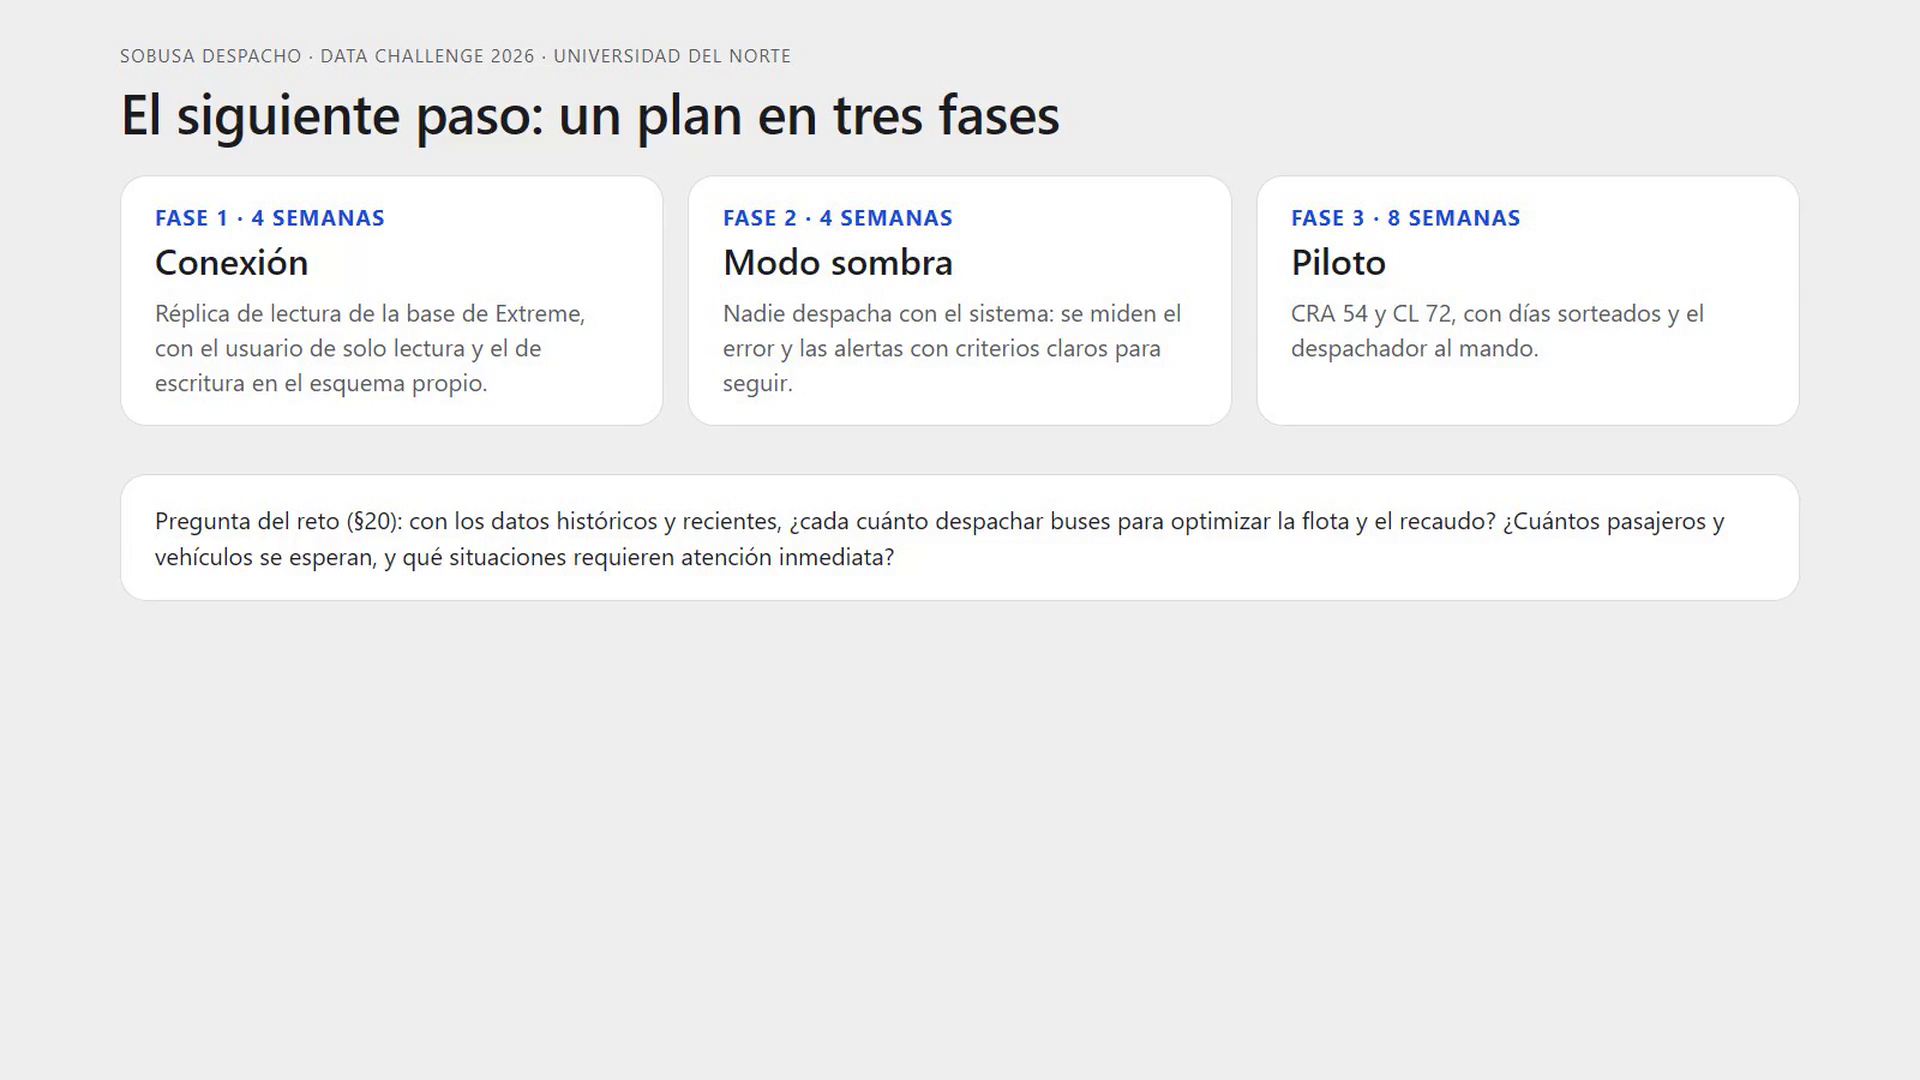 SOBUSA DESPACHO · DATA CHALLENGE 2026 · UNIVERSIDAD DEL NORTE
El siguiente paso: un plan en tres fases
FASE 1 · 4 SEMANAS
Conexión
Réplica de lectura de la base de Extreme,
con el usuario de solo lectura y el de
escritura en el esquema propio.
FASE 2 · 4 SEMANAS
Modo sombra
Nadie despacha con el sistema: se miden el
error y las alertas con criterios claros para
seguir.
FASE 3 · 8 SEMANAS
Piloto
CRA 54 y CL 72, con días sorteados y el
despachador al mando.
Pregunta del reto (§20): con los datos históricos y recientes, ¿cada cuánto despachar buses para optimizar la flota y el recaudo? ¿Cuántos pasajeros y
vehículos se esperan, y qué situaciones requieren atención inmediata?